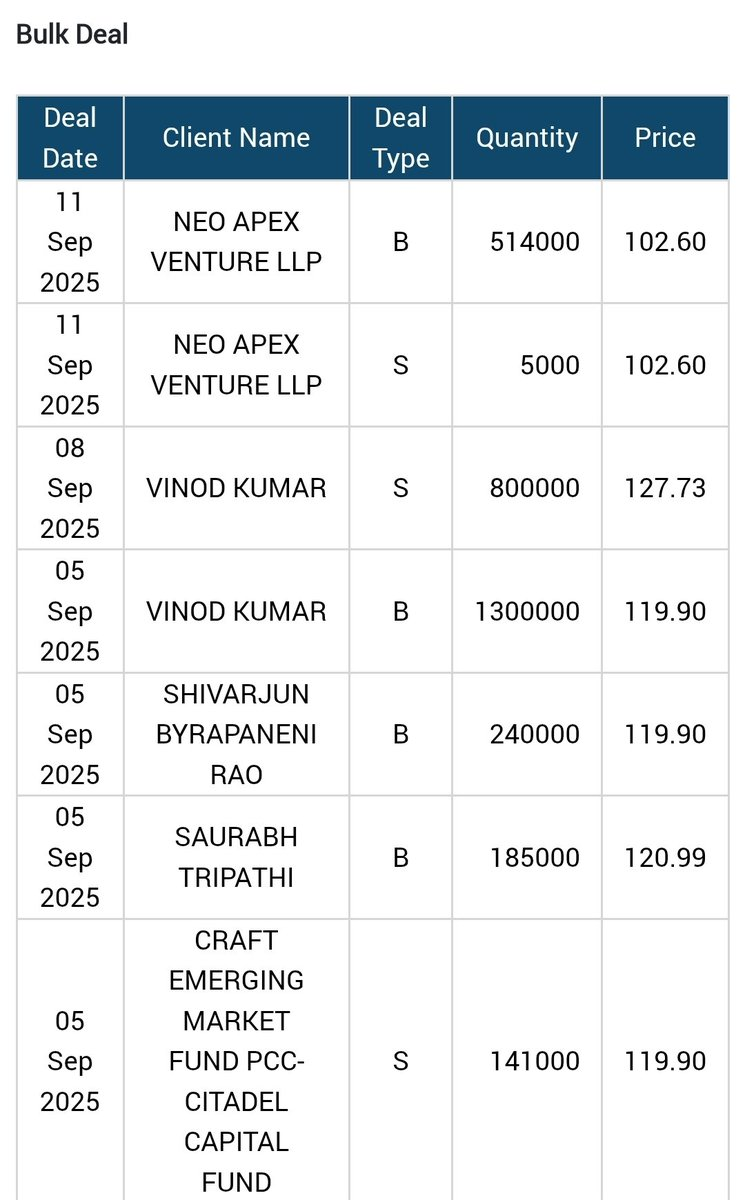 Bulk Deal
Deal Date Client Name Deal Type Quantity Price
11 Sep 2025 NEO APEX VENTURE LLP B 514000 102.60
11 Sep 2025 NEO APEX VENTURE LLP S 5000 102.60
08 Sep 2025 VINOD KUMAR S 800000 127.73
05 Sep 2025 VINOD KUMAR B 1300000 119.90
05 Sep 2025 SHIVARJUN BYRAPANENI RAO B 240000 119.90
05 Sep 2025 SAURABH TRIPATHI B 185000 120.99
05 Sep 2025 CRAFT EMERGING MARKET FUND PCC- CITADEL CAPITAL FUND S 141000 119.90